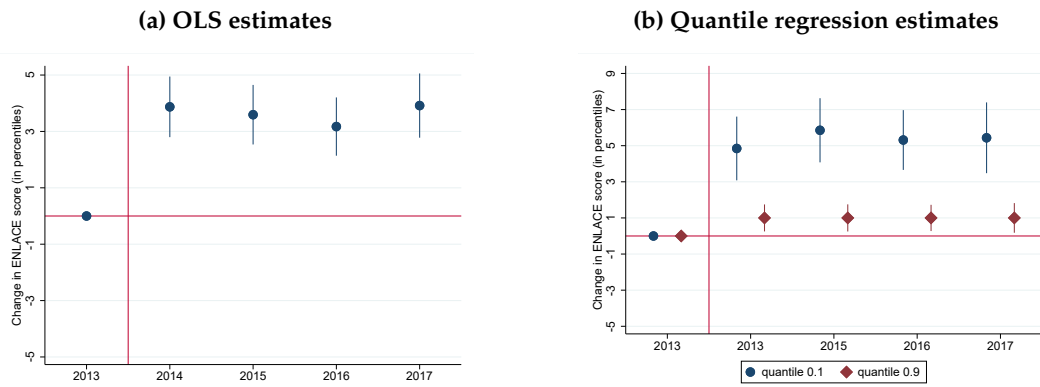 (a) OLS estimates
Change in ENLACE score (in percentiles)
5
3
1
-1
-3
-5
2013 2014 2015 2016 2017
(b) Quantile regression estimates
Change in ENLACE score (in percentiles)
9
7
5
3
1
-1
-3
-5
2013 2013 2015 2016 2017
quantile 0.1 quantile 0.9